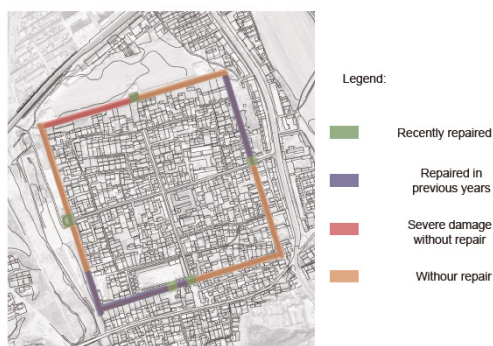 Legend:
Recently repaired
Repaired in
previous years
Severe damage
without repair
Withour repair